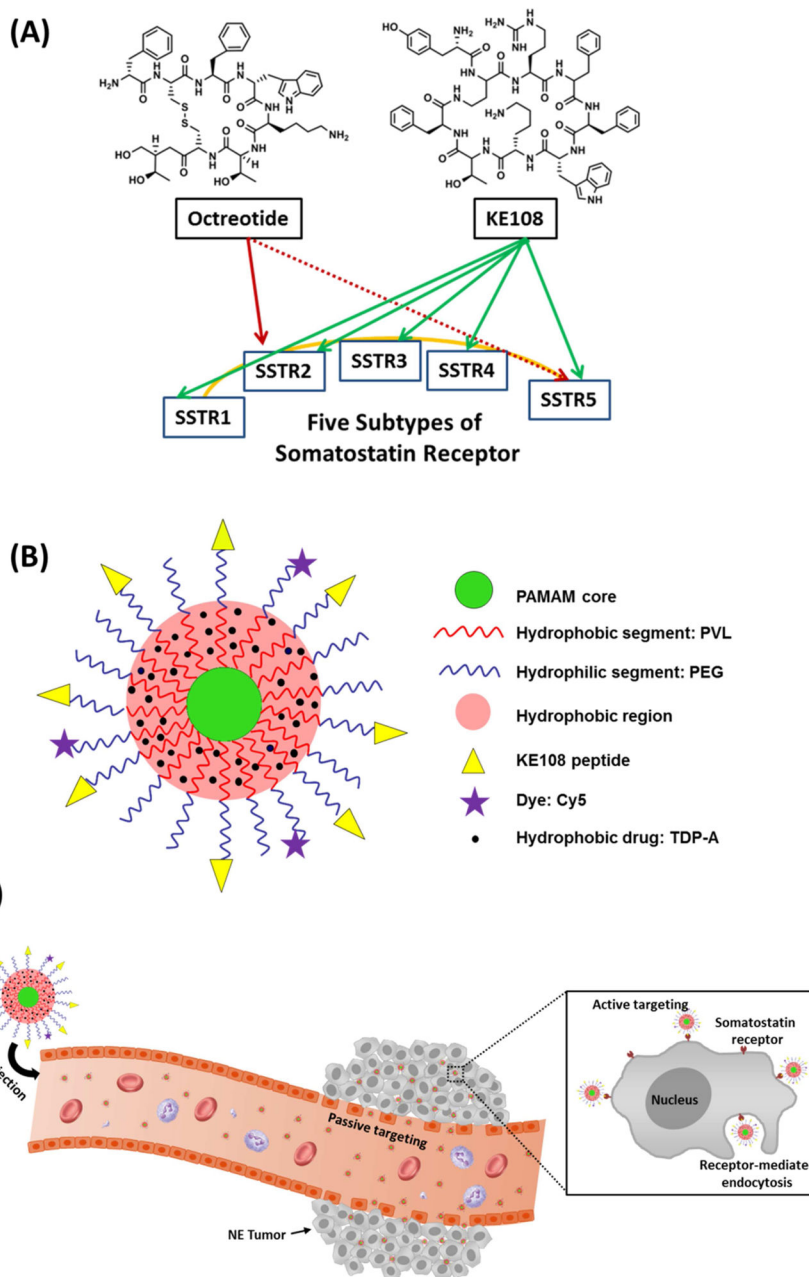 (A)
Octreotide
KE108
SSTR1
SSTR2
SSTR3
SSTR4
SSTR5
Five Subtypes of
Somatostatin Receptor
(B)
PAMAM core
Hydrophobic segment: PVL
Hydrophilic segment: PEG
Hydrophobic region
KE108 peptide
Dye: Cy5
Hydrophobic drug: TDP-A
)
jection
Passive targeting
NE Tumor
Active targeting
Somatostatin
receptor
Nucleus
Receptor-mediate
endocytosis